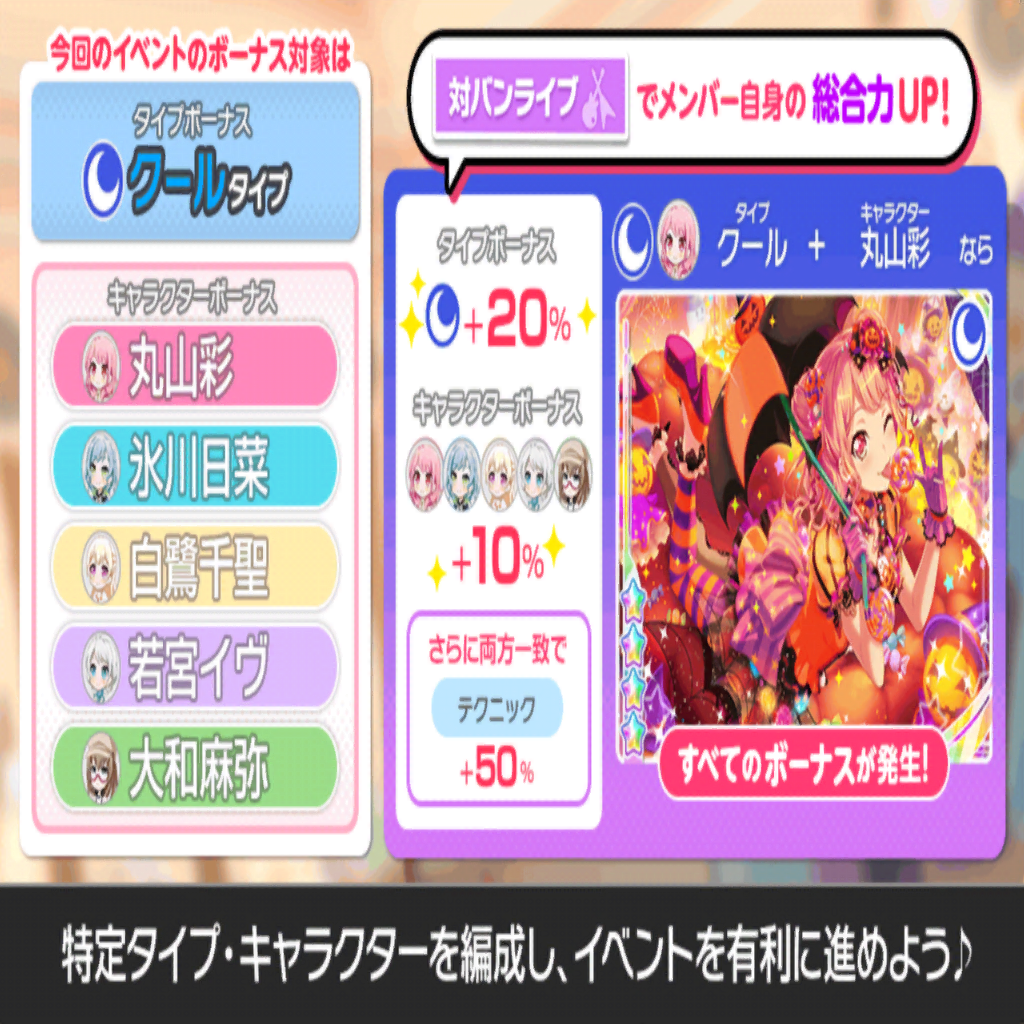 今回のイベントのボーナス対象は
タイプボーナス
クールタイプ
キャラクターボーナス
丸山彩
氷川日菜
白鷺千聖
若宮イヴ
大和麻弥
対バンライブでメンバー自身の総合力UP!
タイプボーナス
+20%
キャラクターボーナス
+10%
さらに両方一致で
テクニック
+50%
タイプ キャラクター
クール + 丸山彩 なら
すべてのボーナスが発生!
特定タイプ・キャラクターを編成し、イベントを有利に進めよう♪